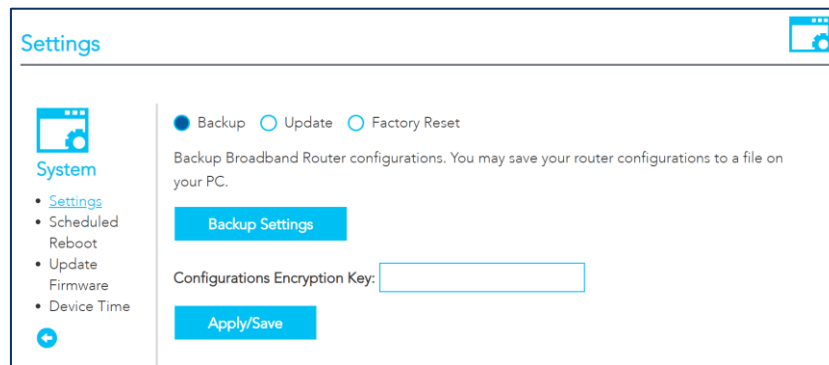 Settings
System
• Settings
• Scheduled
Reboot
• Update
Firmware
• Device Time
Backup Update Factory Reset
Backup Broadband Router configurations. You may save your router configurations to a file on
your PC.
Backup Settings
Configurations Encryption Key:
Apply/Save